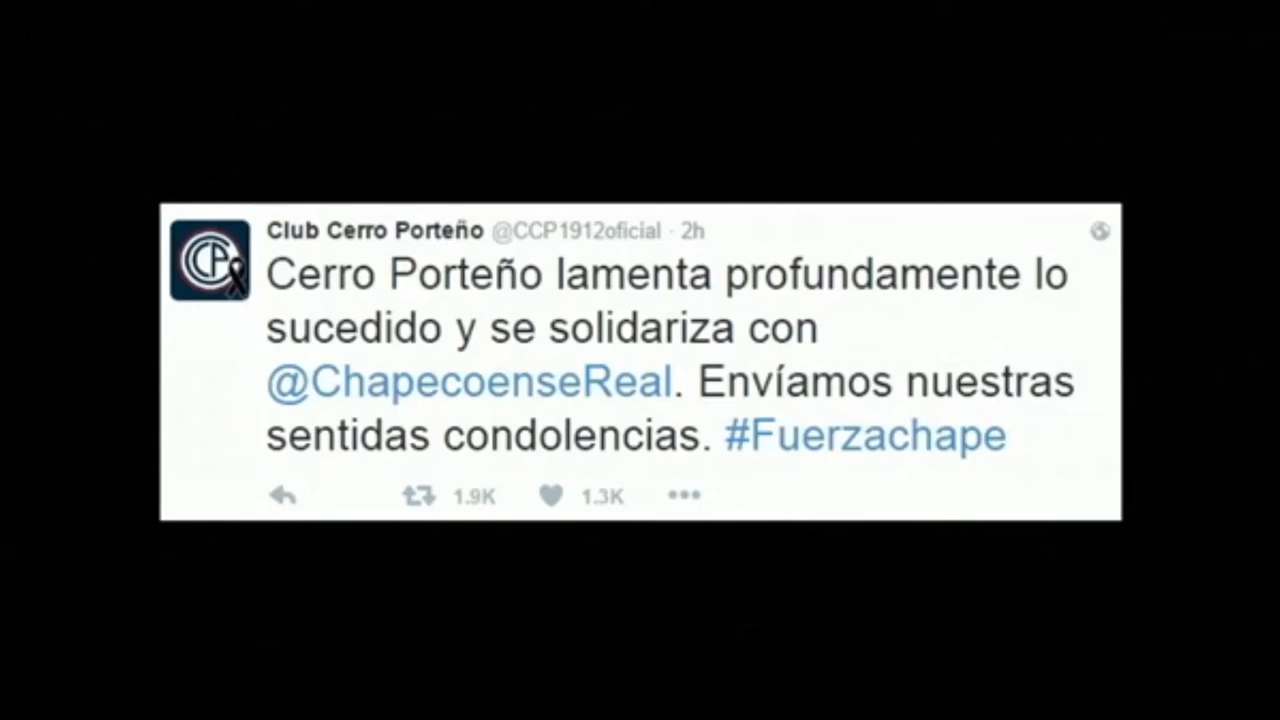 Club Cerro Porteño @CCP1912oficial · 2h
Cerro Porteño lamenta profundamente lo
sucedido y se solidariza con
@ChapecoenseReal. Envíamos nuestras
sentidas condolencias. #Fuerzachape
1.9K 1.3K